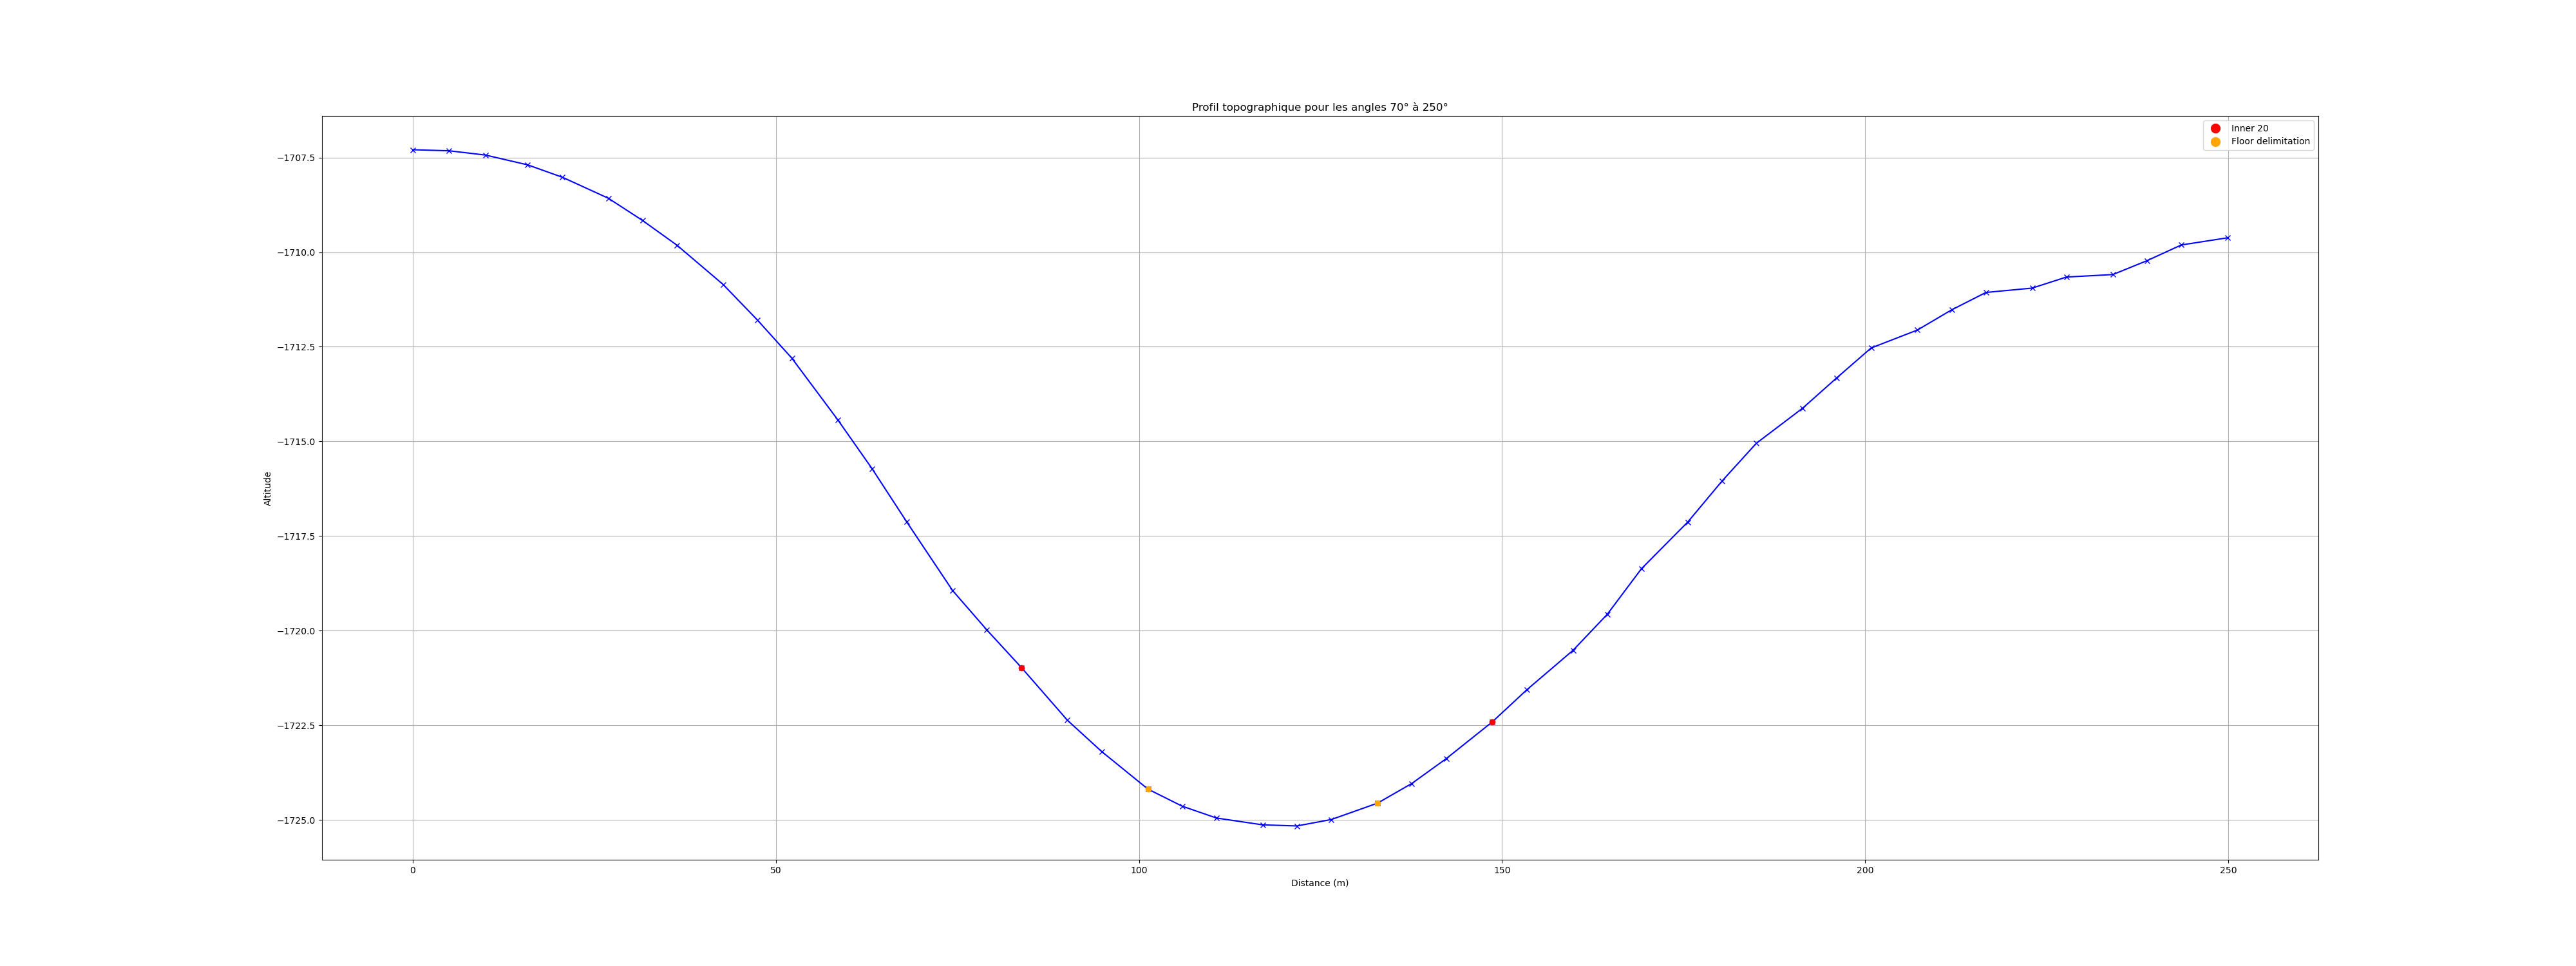 Profil topographique pour les angles 70° à 250°
Inner 20
Floor delimitation
−1707.5
−1710.0
−1712.5
−1715.0
−1717.5
−1720.0
−1722.5
−1725.0
Altitude
0 50 100 150 200 250
Distance (m)